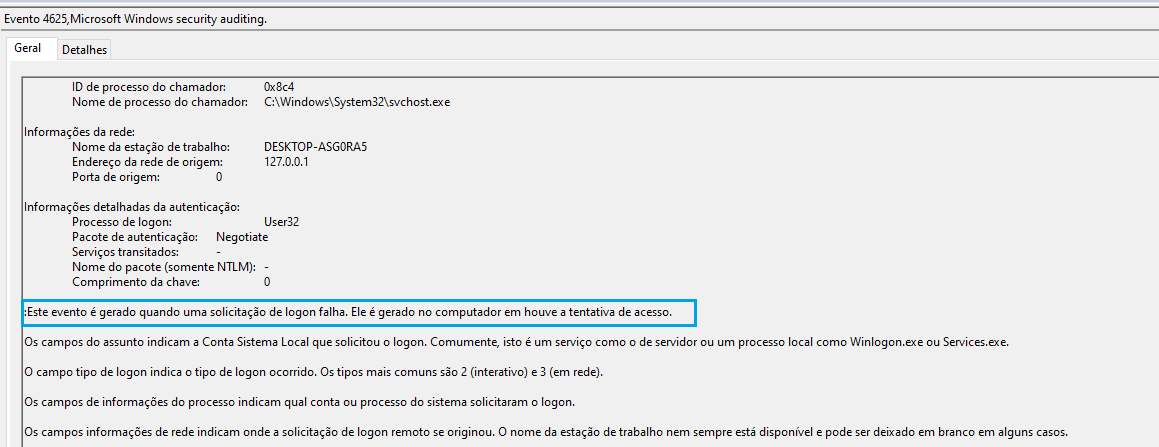 Evento 4625,Microsoft Windows security auditing.
Geral
Detalhes
ID de processo do chamador: 0x8c4
Nome de processo do chamador: C:\Windows\System32\svchost.exe
Informações da rede:
Nome da estação de trabalho: DESKTOP-ASG0RA5
Endereço da rede de origem: 127.0.0.1
Porta de origem: 0
Informações detalhadas da autenticação:
Processo de logon: User32
Pacote de autenticação: Negotiate
Serviços transitados: -
Nome do pacote (somente NTLM): -
Comprimento da chave: 0
:Este evento é gerado quando uma solicitação de logon falha. Ele é gerado no computador em houve a tentativa de acesso.
Os campos do assunto indicam a Conta Sistema Local que solicitou o logon. Comumente, isto é um serviço como o de servidor ou um processo local como Winlogon.exe ou Services.exe.
O campo tipo de logon indica o tipo de logon ocorrido. Os tipos mais comuns são 2 (interativo) e 3 (em rede).
Os campos de informações do processo indicam qual conta ou processo do sistema solicitaram o logon.
Os campos informações de rede indicam onde a solicitação de logon remoto se originou. O nome da estação de trabalho nem sempre está disponível e pode ser deixado em branco em alguns casos.